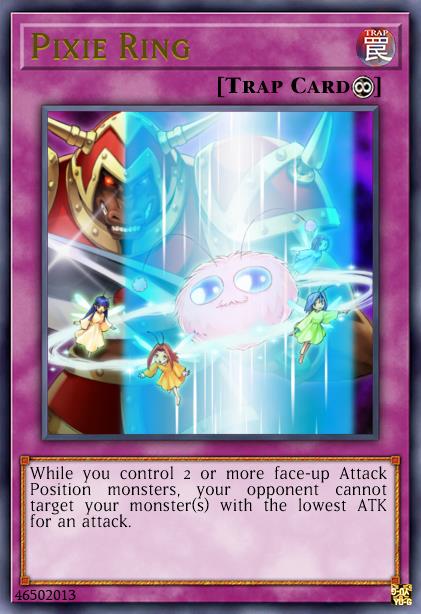 Pixie Ring
TRAP
罠
[Trap Card]
While you control 2 or more face-up Attack
Position monsters, your opponent cannot
target your monster(s) with the lowest ATK
for an attack.
46502013